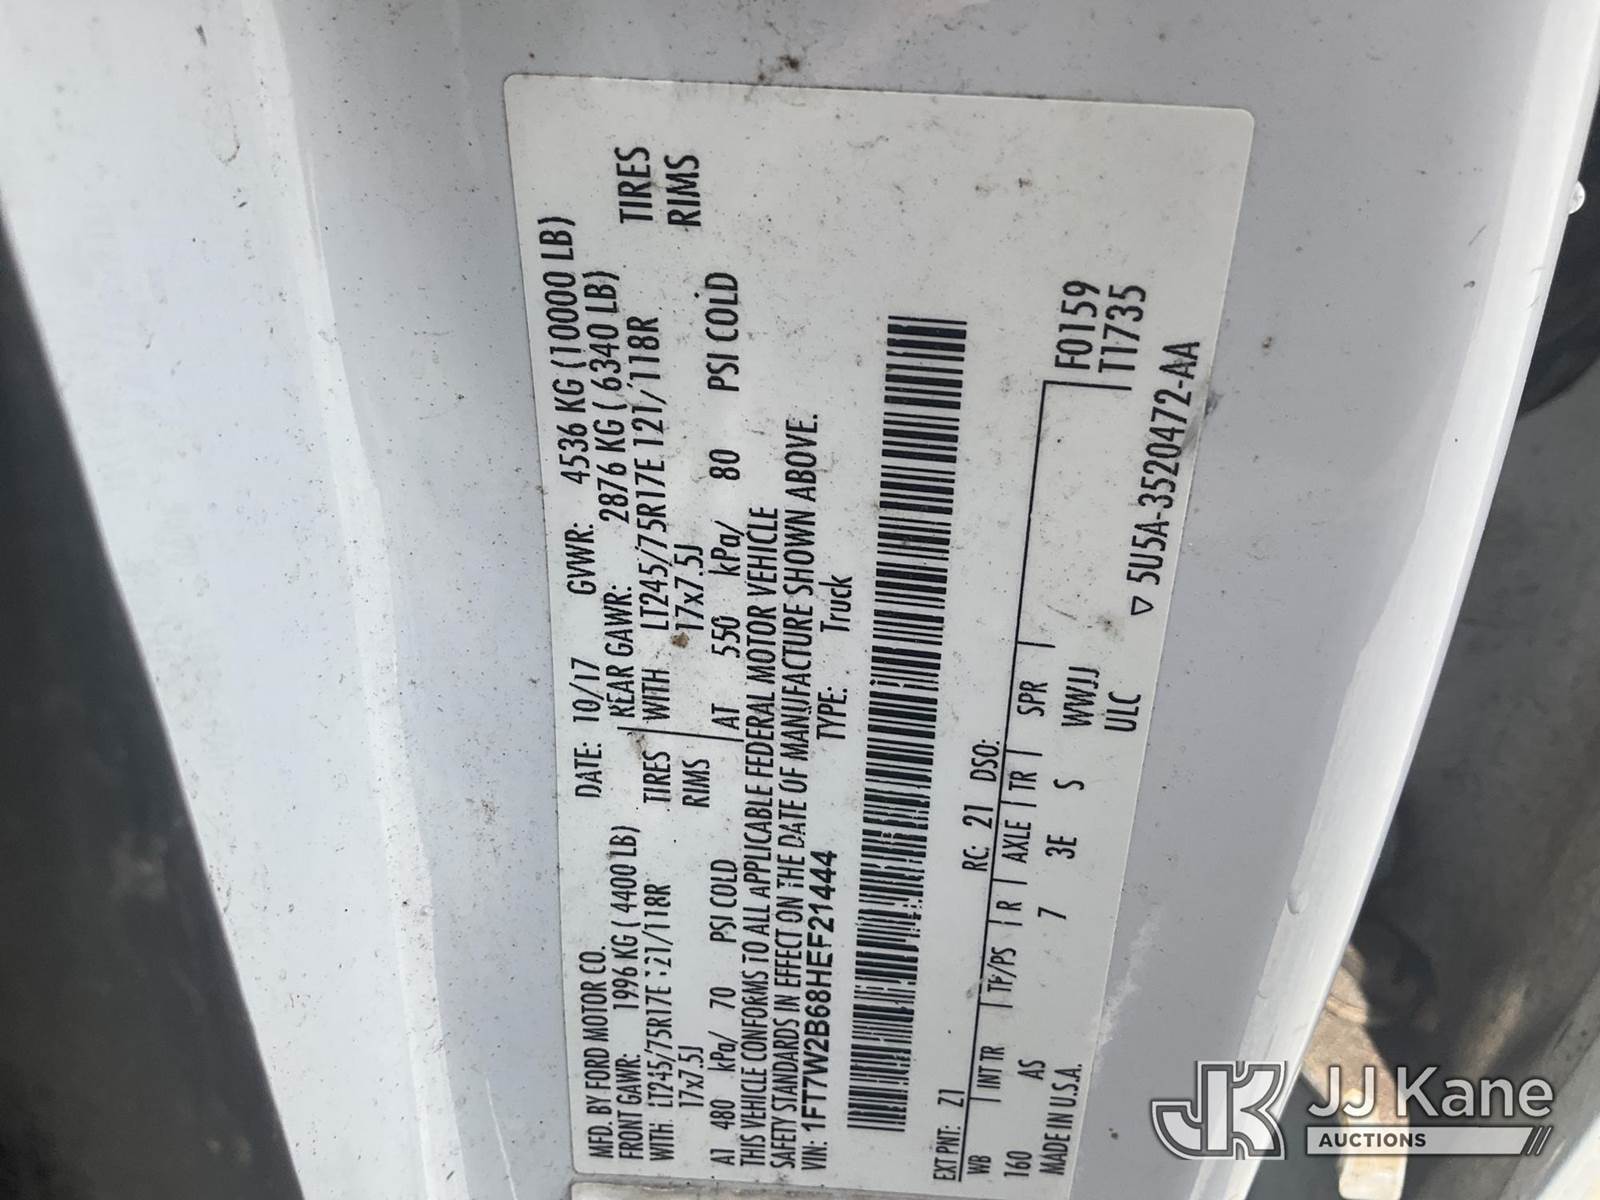 MFD. BY FORD MOTOR CO.
DATE: 10/17 GVWR: 4536 KG (10000 LB)
FRONT GAWR: 1996 KG ( 4400 LB)
REAR GAWR: 2876 KG ( 6340 LB)
WITH LT245/75R17E 121/118R TIRES
WITH LT245/75R17E 121/118R TIRES
17x7.5J RIMS
17x7.5J RIMS
AT 480 kPa/ 70 PSI COLD
AT 550 kPa/ 80 PSI COLD
THIS VEHICLE CONFORMS TO ALL APPLICABLE FEDERAL MOTOR VEHICLE
SAFETY STANDARDS IN EFFECT ON THE DATE OF MANUFACTURE SHOWN ABOVE.
VIN: 1FT7W2B68HEF21444 TYPE: Truck
EXT PNT: Z1 RC: 21 DSO:
WB INT TR TP/PS R AXLE TR SPR
F0159
T1735
160 AS 7 3E S WWJJ
MADE IN U.S.A. ULC
▽ 5U5A-3520472-AA
JJ Kane
AUCTIONS